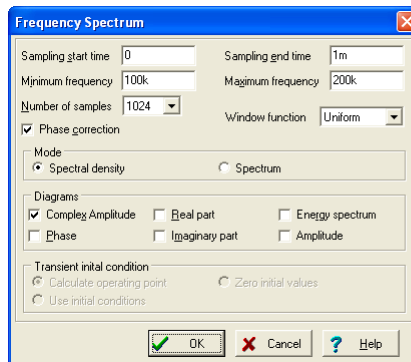 Frequency Spectrum
Sampling start time 0 Sampling end time 1m
Minimum frequency 100k Maximum frequency 200k
Number of samples 1024
Window function Uniform
Phase correction
Mode
Spectral density Spectrum
Diagrams
Complex Amplitude Real part Energy spectrum
Phase Imaginary part Amplitude
Transient inital condition
Calculate operating point Zero initial values
Use initial conditions
OK Cancel ? Help